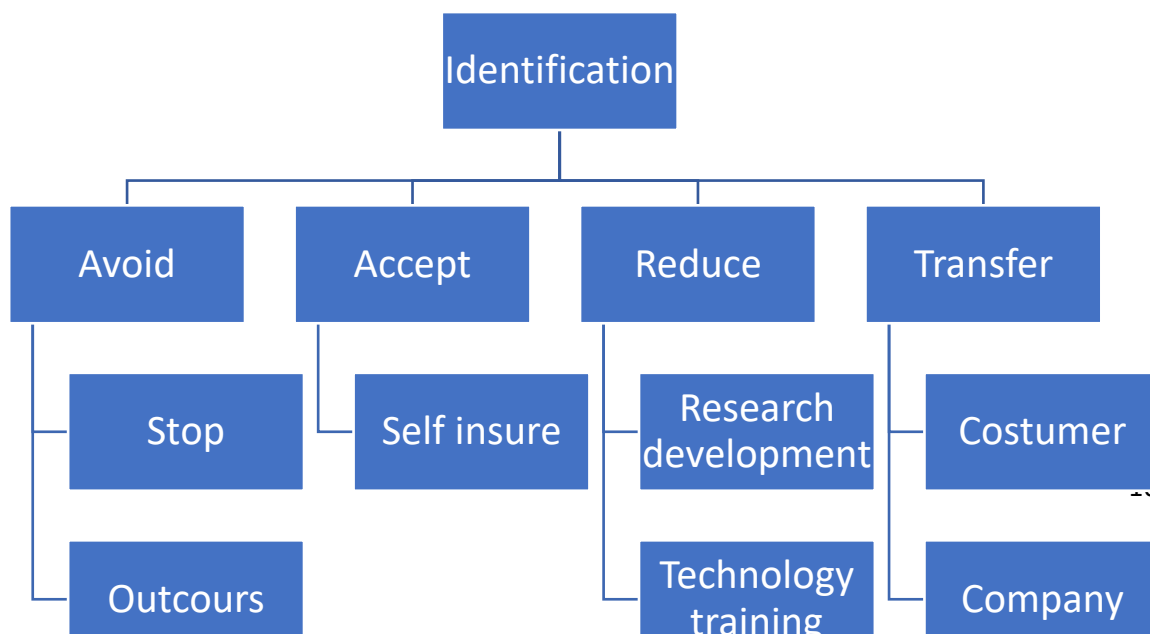 Identification
Avoid
Accept
Reduce
Transfer
Stop
Self insure
Research
development
Costumer
Outcours
Technology
training
Company